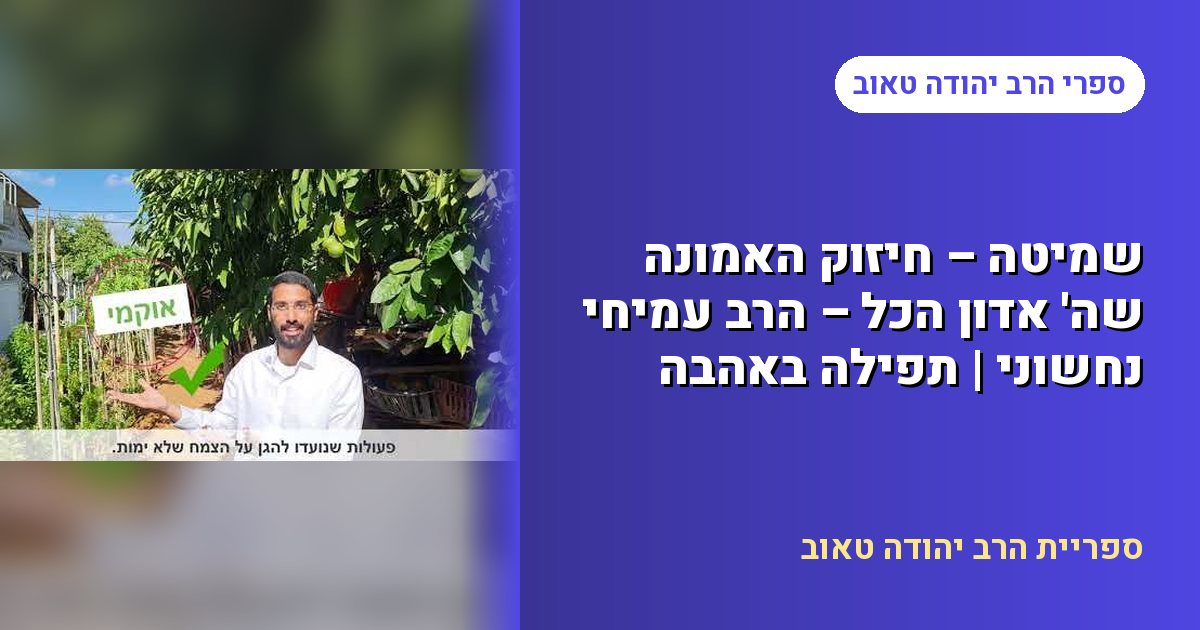 ספרי הרב יהודה טאוב
שמיטה – חיזוק האמונה
שה' אדון הכל – הרב עמיחי
נחשוני | תפילה באהבה
ספריית הרב יהודה טאוב
אוקמי
פעולות שנועדו להגן על הצמח שלא ימות.